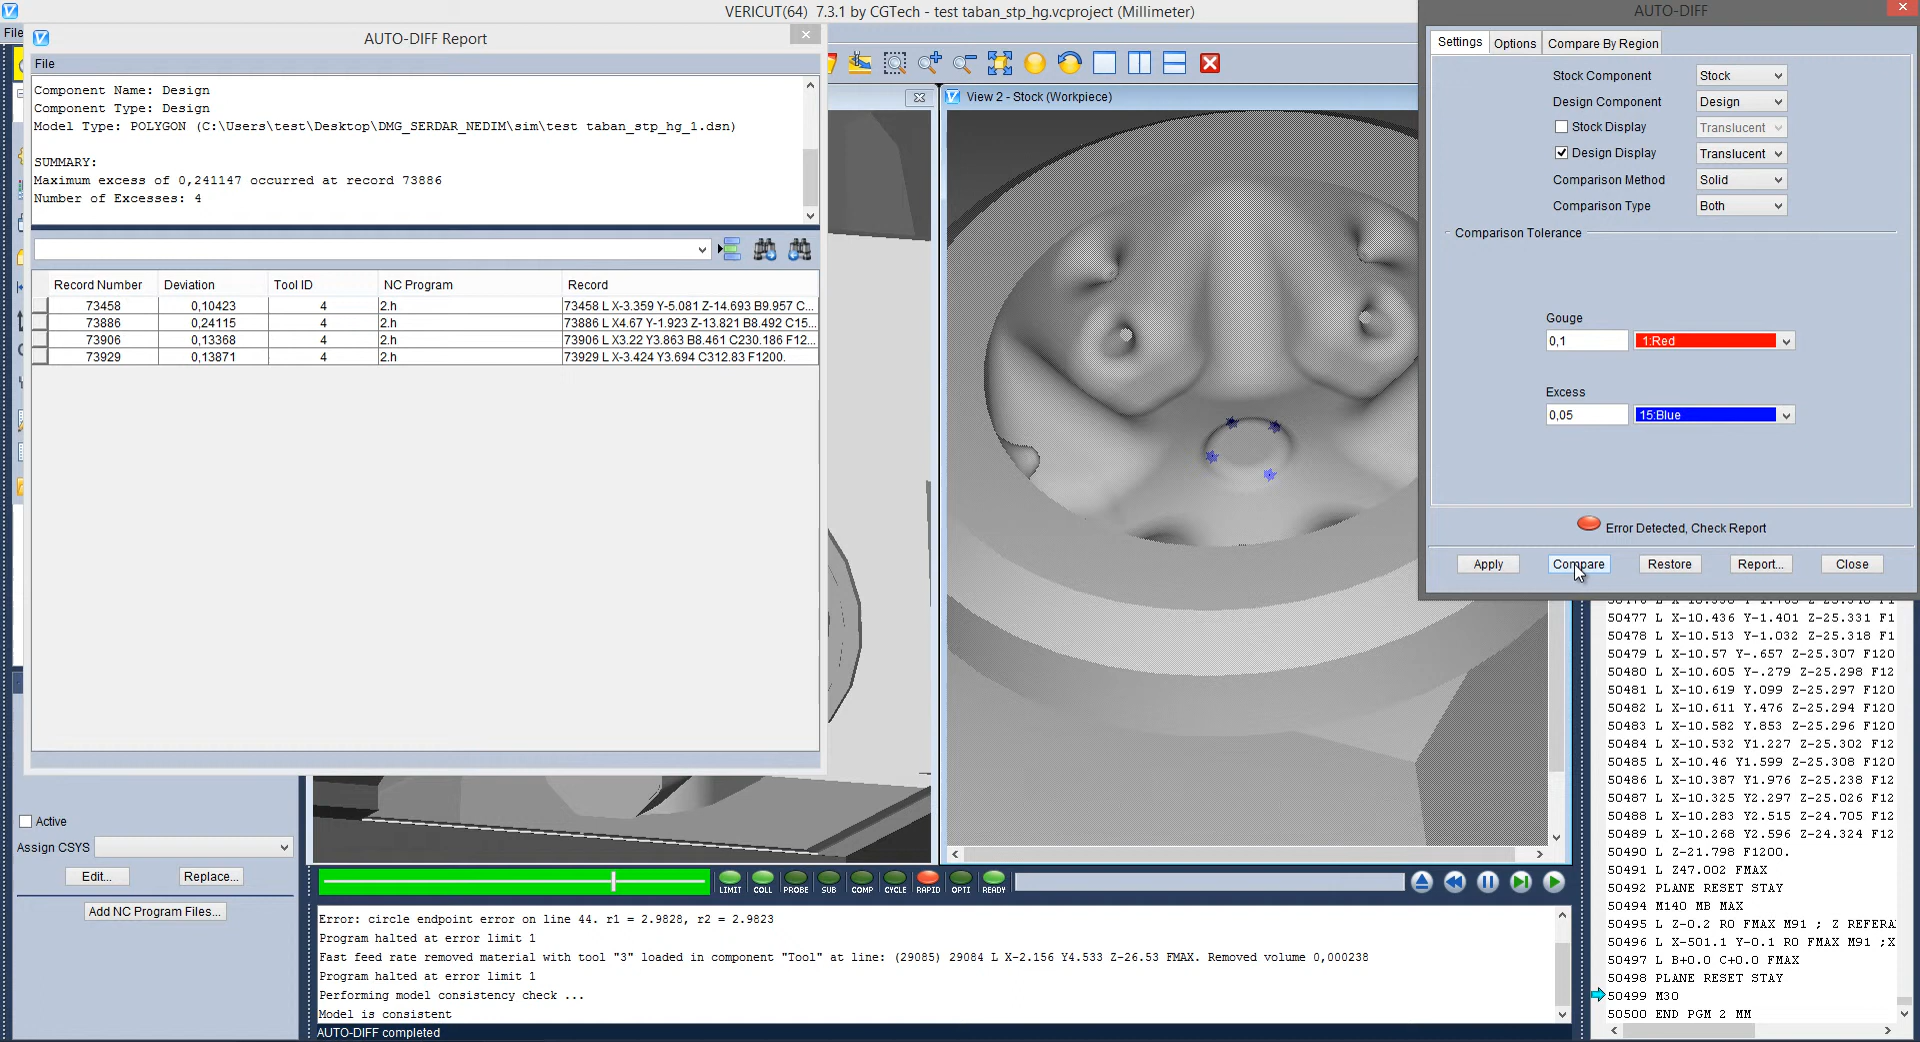 VERICUT(64)  7.3.1 by CGTech - test taban_stp_hg.vcproject (Millimeter)
File
AUTO-DIFF Report
File
Component Name: Design
Component Type: Design
Model Type: POLYGON (C:\Users\test\Desktop\DMG_SERDAR_NEDIM\sim\test taban_stp_hg_1.dsn)
SUMMARY:
Maximum excess of 0,241147 occurred at record 73886
Number of Excesses: 4
Record Number Deviation Tool ID NC Program Record
73458 0,10423 4 2.h 73458 L X-3.359 Y-5.081 Z-14.693 B9.957 C...
73886 0,24115 4 2.h 73886 L X4.67 Y-1.923 Z-13.821 B8.492 C15...
73906 0,13368 4 2.h 73906 L X3.22 Y3.863 B8.461 C230.186 F12...
73929 0,13871 4 2.h 73929 L X-3.424 Y3.694 C312.83 F1200.
Active
Assign CSYS
Edit... Replace...
Add NC Program Files...
View 2 - Stock (Workpiece)
AUTO-DIFF
Settings Options Compare By Region
Stock Component Stock
Design Component Design
Stock Display Translucent
Design Display Translucent
Comparison Method Solid
Comparison Type Both
Comparison Tolerance
Gouge
0,1 1:Red
Excess
0,05 15:Blue
Error Detected, Check Report
Apply Compare Restore Report... Close
50477 L X-10.436 Y-1.401 Z-25.331 F1
50478 L X-10.513 Y-1.032 Z-25.318 F1
50479 L X-10.57 Y-.657 Z-25.307 F120
50480 L X-10.605 Y-.279 Z-25.298 F12
50481 L X-10.619 Y.099 Z-25.297 F120
50482 L X-10.611 Y.476 Z-25.294 F120
50483 L X-10.582 Y.853 Z-25.296 F120
50484 L X-10.532 Y1.227 Z-25.302 F12
50485 L X-10.46 Y1.599 Z-25.308 F120
50486 L X-10.387 Y1.976 Z-25.238 F12
50487 L X-10.325 Y2.297 Z-25.026 F12
50488 L X-10.283 Y2.515 Z-24.705 F12
50489 L X-10.268 Y2.596 Z-24.324 F12
50490 L Z-21.798 F1200.
50491 L Z47.002 FMAX
50492 PLANE RESET STAY
50494 M140 MB MAX
50495 L Z-0.2 R0 FMAX M91 ; Z REFERA
50496 L X-501.1 Y-0.1 R0 FMAX M91 ;X
50497 L B+0.0 C+0.0 FMAX
50498 PLANE RESET STAY
50499 M30
50500 END PGM 2 MM
LIMIT COLL PROBE SUB COMP CYCLE RAPID OPTI READY
Error: circle endpoint error on line 44. r1 = 2.9828, r2 = 2.9823
Program halted at error limit 1
Fast feed rate removed material with tool "3" loaded in component "Tool" at line: (29085) 29084 L X-2.156 Y4.533 Z-26.53 FMAX. Removed volume 0,000238
Program halted at error limit 1
Performing model consistency check ...
Model is consistent
AUTO-DIFF completed